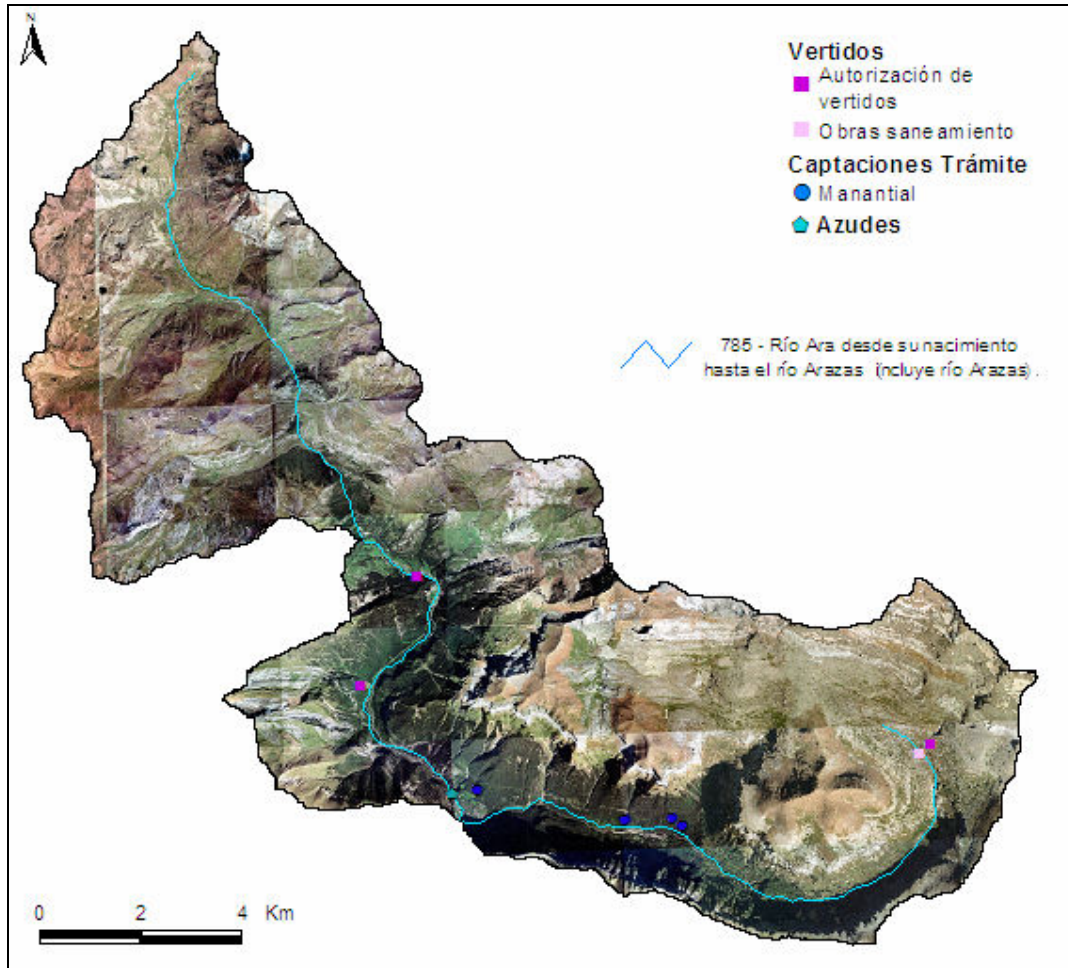 N
Vertidos
Autorización de
vertidos
Obras saneamiento
Captaciones Trámite
Manantial
Azudes
785 - Río Ara desde su nacimiento
hasta el río Arazas (incluye río Arazas).
0 2 4 Km